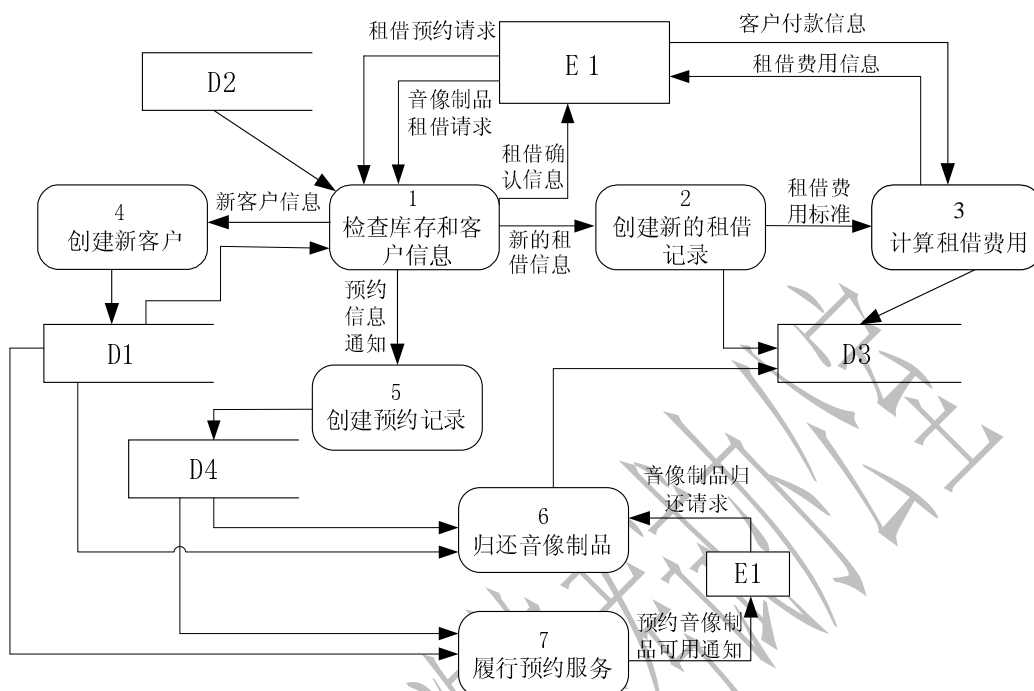 租借预约请求
E 1
客户付款信息
租借费用信息
D2
音像制品
租借请求
租借确
认信息
4
创建新客户
新客户信息
1
检查库存和客
户信息
新的租
借信息
2
创建新的租借
记录
租借费
用标准
3
计算租借费用
预约
信息
通知
D1
D3
5
创建预约记录
D4
音像制品归
还请求
6
归还音像制品
E1
7
履行预约服务
预约音像制
品可用通知